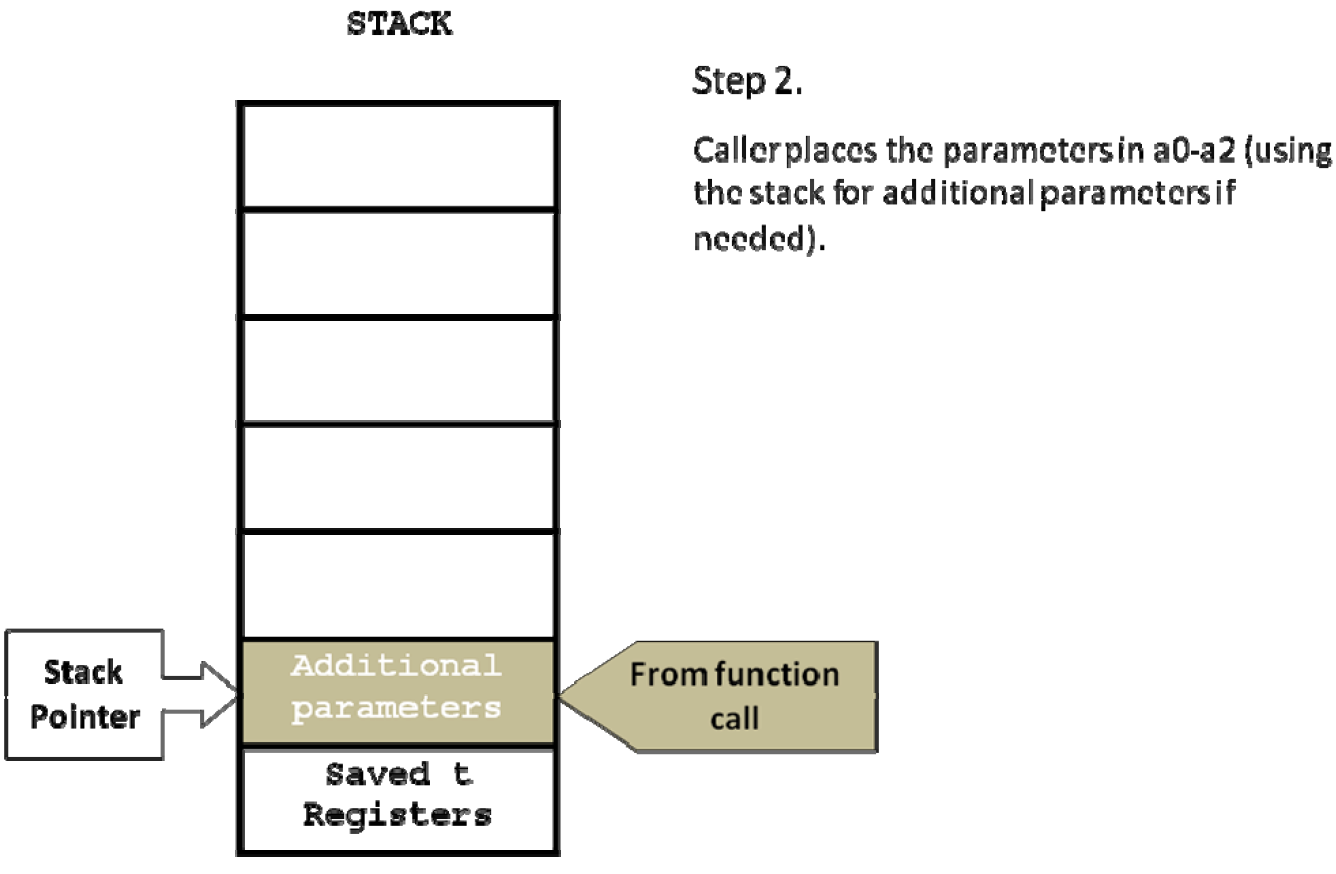 STACK
Step 2.
Caller places the parameters in a0-a2 (using
the stack for additional parameters if
needed).
Stack
Pointer
Additional
parameters
From function
call
Saved t
Registers